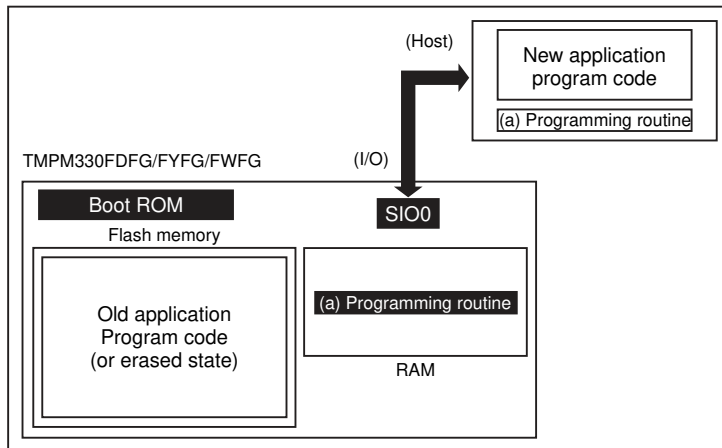 (Host)
New application
program code
(a) Programming routine
TMPM330FDFG/FYFG/FWFG
(I/O)
Boot ROM
SIO0
Flash memory
Old application
Program code
(or erased state)
(a) Programming routine
RAM